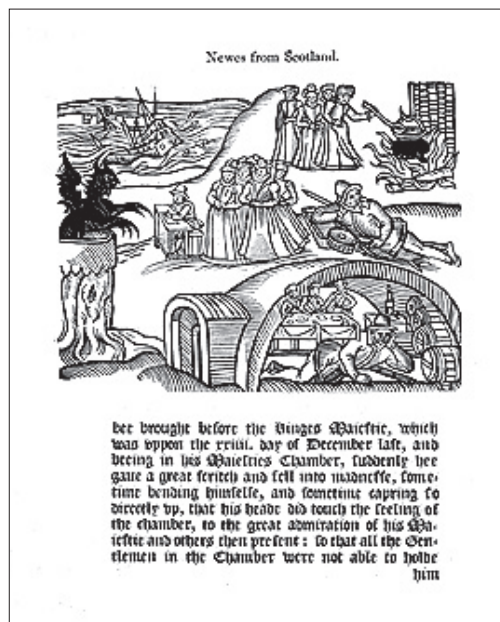 Newes from Scotland.
bee brought before the Kinges Maiestie, which
was vppon the xxiiii. day of December last, and
beeing in his Maiesties Chamber, suddenly hee
gaue a great scritch and fell into madnesse, some-
time bending himselfe, and sometime capring so
directly vp, that his heade did touch the seeling of
the chamber, to the great admiration of his Ma-
iestie and others then present: so that all the Gen-
tlemen in the Chamber were not able to holde
him